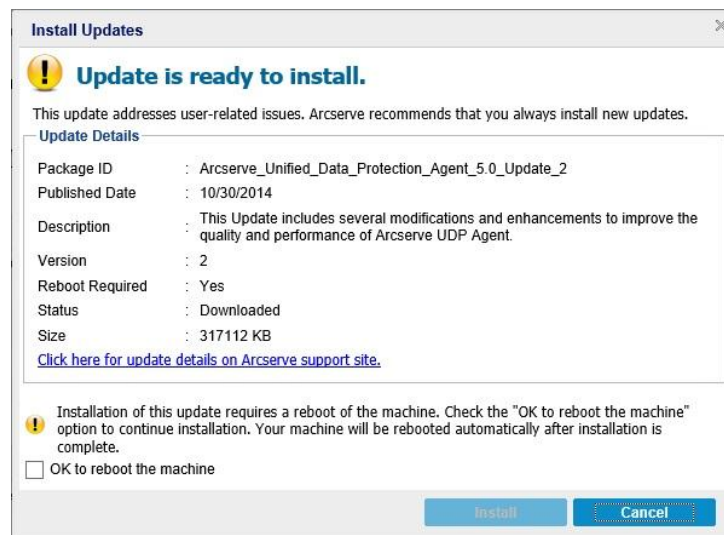 Install Updates
Update is ready to install.
This update addresses user-related issues. Arcserve recommends that you always install new updates.
Update Details
Package ID : Arcserve_Unified_Data_Protection_Agent_5.0_Update_2
Published Date : 10/30/2014
Description : This Update includes several modifications and enhancements to improve the
quality and performance of Arcserve UDP Agent.
Version : 2
Reboot Required : Yes
Status : Downloaded
Size : 317112 KB
Click here for update details on Arcserve support site.
Installation of this update requires a reboot of the machine. Check the "OK to reboot the machine"
option to continue installation. Your machine will be rebooted automatically after installation is
complete.
OK to reboot the machine
Install Cancel